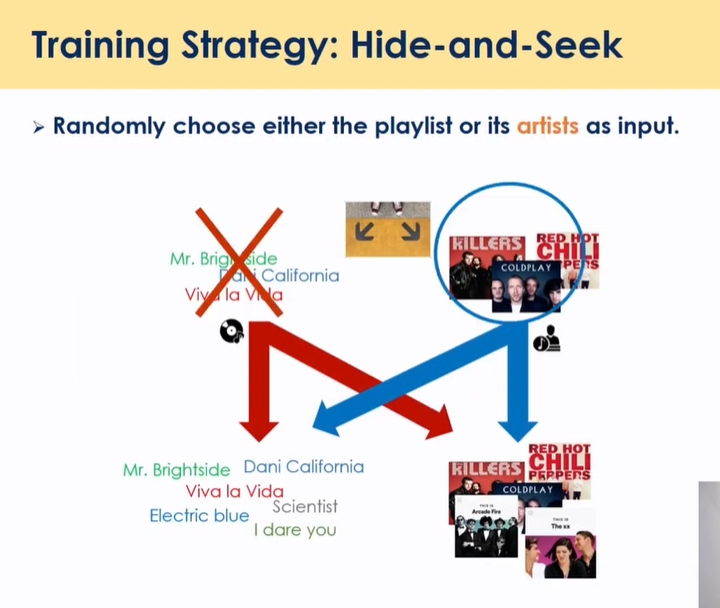 Training Strategy: Hide-and-Seek
➢ Randomly choose either the playlist or its artists as input.
Mr. Brightside
Dani California
Viva la Vida
KILLERS
RED HOT
CHILI
PEPPERS
COLDPLAY
Mr. Brightside
Dani California
Viva la Vida
Scientist
Electric blue
I dare you
RED HOT
CHILI
PEPPERS
KILLERS
COLDPLAY
THIS IS
Arcade Fire
THIS IS
The xx